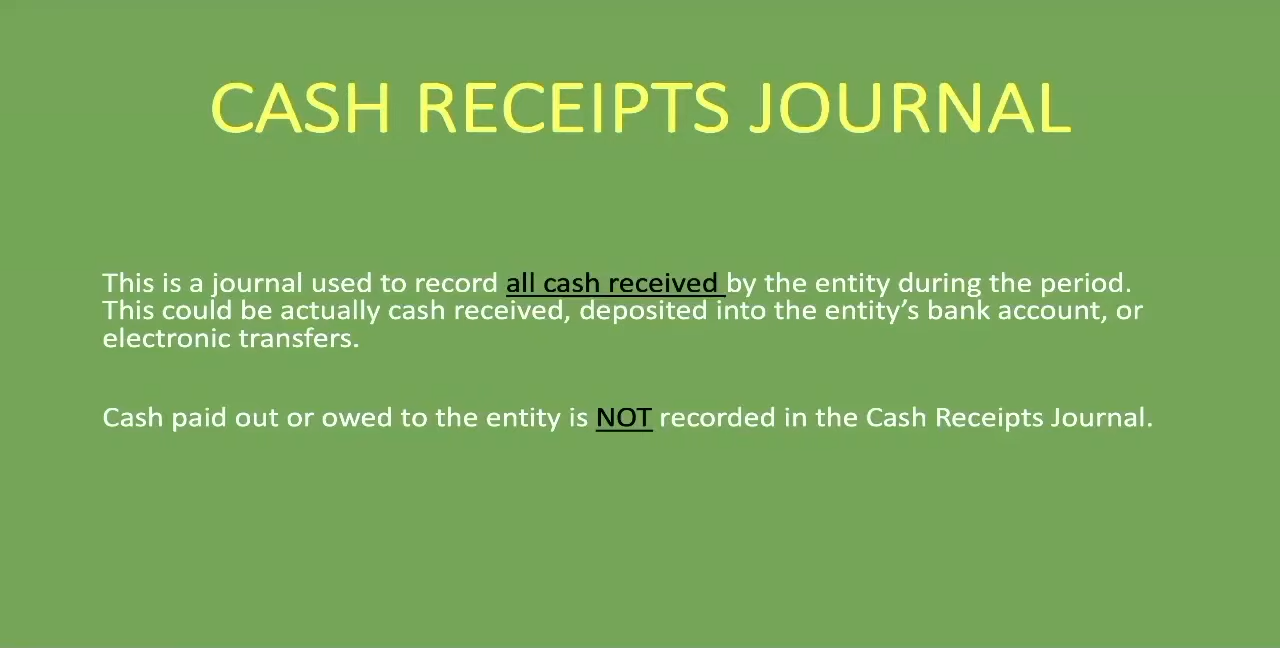 CASH RECEIPTS JOURNAL
This is a journal used to record all cash received by the entity during the period.
This could be actually cash received, deposited into the entity’s bank account, or
electronic transfers.
Cash paid out or owed to the entity is NOT recorded in the Cash Receipts Journal.